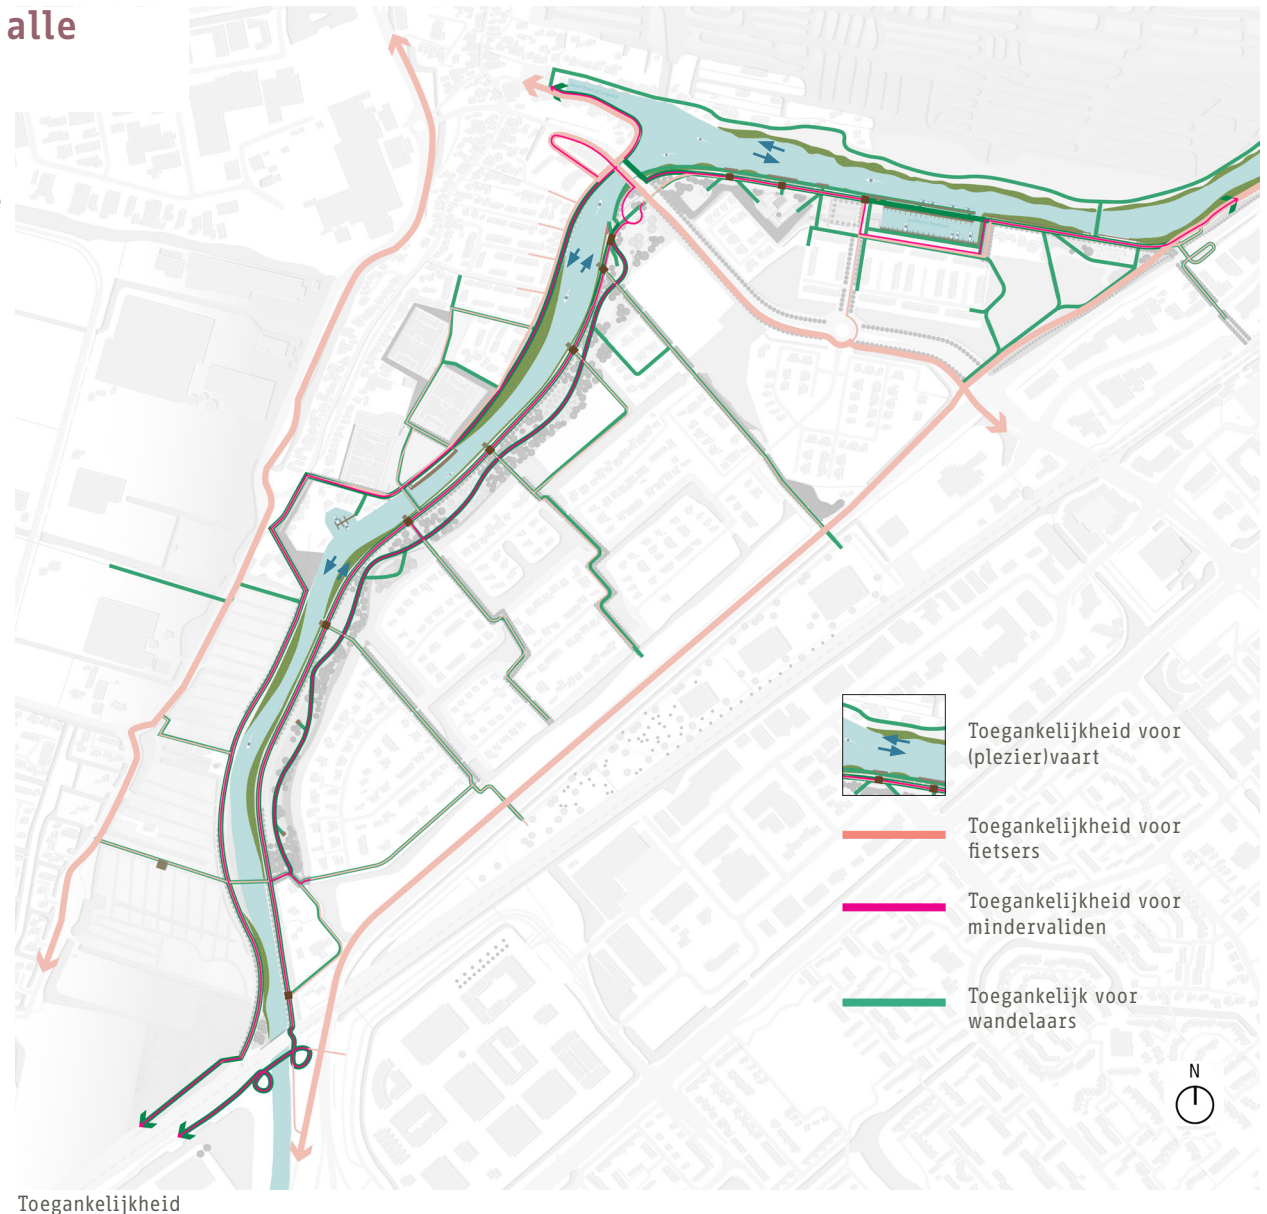 alle
Toegankelijkheid voor
(plezier)vaart
Toegankelijkheid voor
fietsers
Toegankelijkheid voor
mindervaliden
Toegankelijk voor
wandelaars
N
Toegankelijkheid